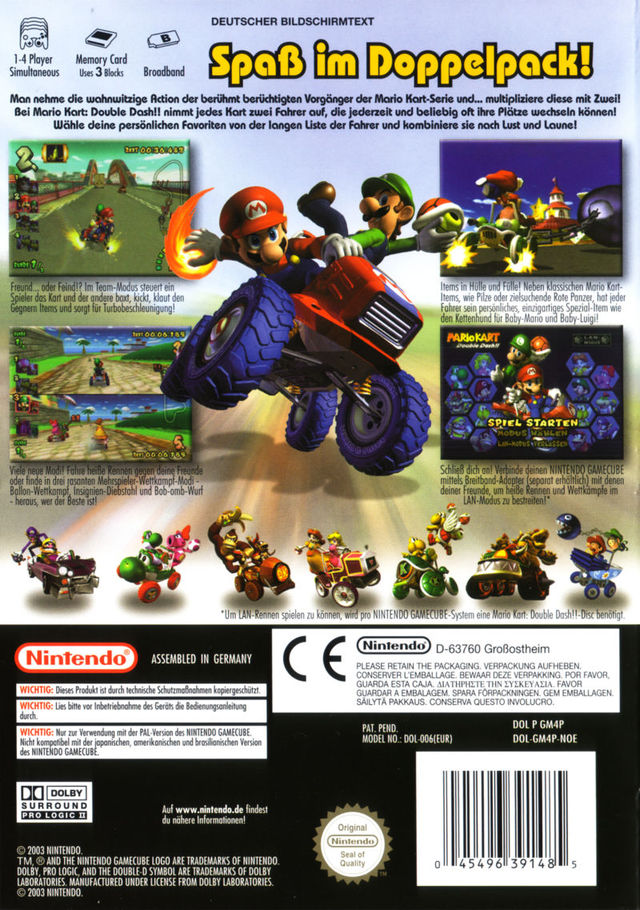 DEUTSCHER BILDSCHIRMTEXT
1-4 Player
Simultaneous
Memory Card
Uses 3 Blocks
B
Broadband
Spaß im Doppelpack!
Man nehme die wahnwitzige Action der berühmt berüchtigten Vorgänger der Mario Kart-Serie und... multipliziere diese mit Zwei!
Bei Mario Kart: Double Dash!! nimmt jedes Kart zwei Fahrer auf, die jederzeit und beliebig oft ihre Plätze wechseln können!
Wähle deine persönlichen Favoriten von der langen Liste der Fahrer und kombiniere sie nach Lust und Laune!
Freund... oder Feind!? Im Team-Modus steuert ein
Spieler das Kart und der andere boxt, kickt, klaut den
Gegnern Items und sorgt für Turbobeschleunigung!
Items in Hülle und Fülle! Neben klassischen Mario Kart-
Items, wie Pilze oder zielsuchende Rote Panzer, hat jeder
Fahrer sein persönliches, einzigartiges Spezial-Item wie
den Kettenhund für Baby-Mario und Baby-Luigi!
MARIOKART
Double Dash!!
LAN-
MODUS
SPIEL STARTEN
MODUS WÄHLEN
LAN-MODUS VERLASSEN
Viele neue Modi! Fahre heiße Rennen gegen deine Freunde
oder finde in drei rasanten Mehrspieler-Wettkampf-Modi -
Ballon-Wettkampf, Insignien-Diebstahl und Bob-omb-Wurf
- heraus, wer der Beste ist!
Schließ dich an! Verbinde deinen NINTENDO GAMECUBE
mittels Breitband-Adapter (separat erhältlich) mit denen
deiner Freunde, um heiße Rennen und Wettkämpfe im
LAN-Modus zu bestreiten!*
*Um LAN-Rennen spielen zu können, wird pro NINTENDO GAMECUBE-System eine Mario Kart: Double Dash!!-Disc benötigt.
Nintendo®
ASSEMBLED IN GERMANY
CE
Nintendo D-63760 Großostheim
PLEASE RETAIN THE PACKAGING. VERPACKUNG AUFHEBEN.
CONSERVER L'EMBALLAGE. BEWAAR DEZE VERPAKKING. POR FAVOR,
GUARDA ESTA CAJA. ΔΙΑΤΗΡΗΣΤΕ ΤΗΝ ΣΥΣΚΕΥΑΣΙΑ. FAVOR
GUARDAR A EMBALAGEM. SPARA FÖRPACKNINGEN. GEM EMBALLAGEN.
SÄILYTÄ PAKKAUS. CONSERVA QUESTO INVOLUCRO.
WICHTIG: Dieses Produkt ist durch technische Schutzmaßnahmen kopiergeschützt.
WICHTIG: Lies bitte vor Inbetriebnahme des Geräts die Bedienungsanleitung
durch.
WICHTIG: Nur zur Verwendung mit der PAL-Version des NINTENDO GAMECUBE.
Nicht kompatibel mit der japanischen, amerikanischen und brasilianischen Version
des NINTENDO GAMECUBE.
PAT. PEND.
MODEL NO.: DOL-006(EUR)
DOL P GM4P
DOL-GM4P-NOE
DOLBY
SURROUND
PRO LOGIC II
Auf www.nintendo.de findest
du nähere Informationen!
Original
Nintendo
Seal of
Quality
TM
0 45496 39148 5
© 2003 NINTENDO.
TM, ® AND THE NINTENDO GAMECUBE LOGO ARE TRADEMARKS OF NINTENDO.
DOLBY, PRO LOGIC, AND THE DOUBLE-D SYMBOL ARE TRADEMARKS OF DOLBY
LABORATORIES. MANUFACTURED UNDER LICENSE FROM DOLBY LABORATORIES.
© 2003 NINTENDO.